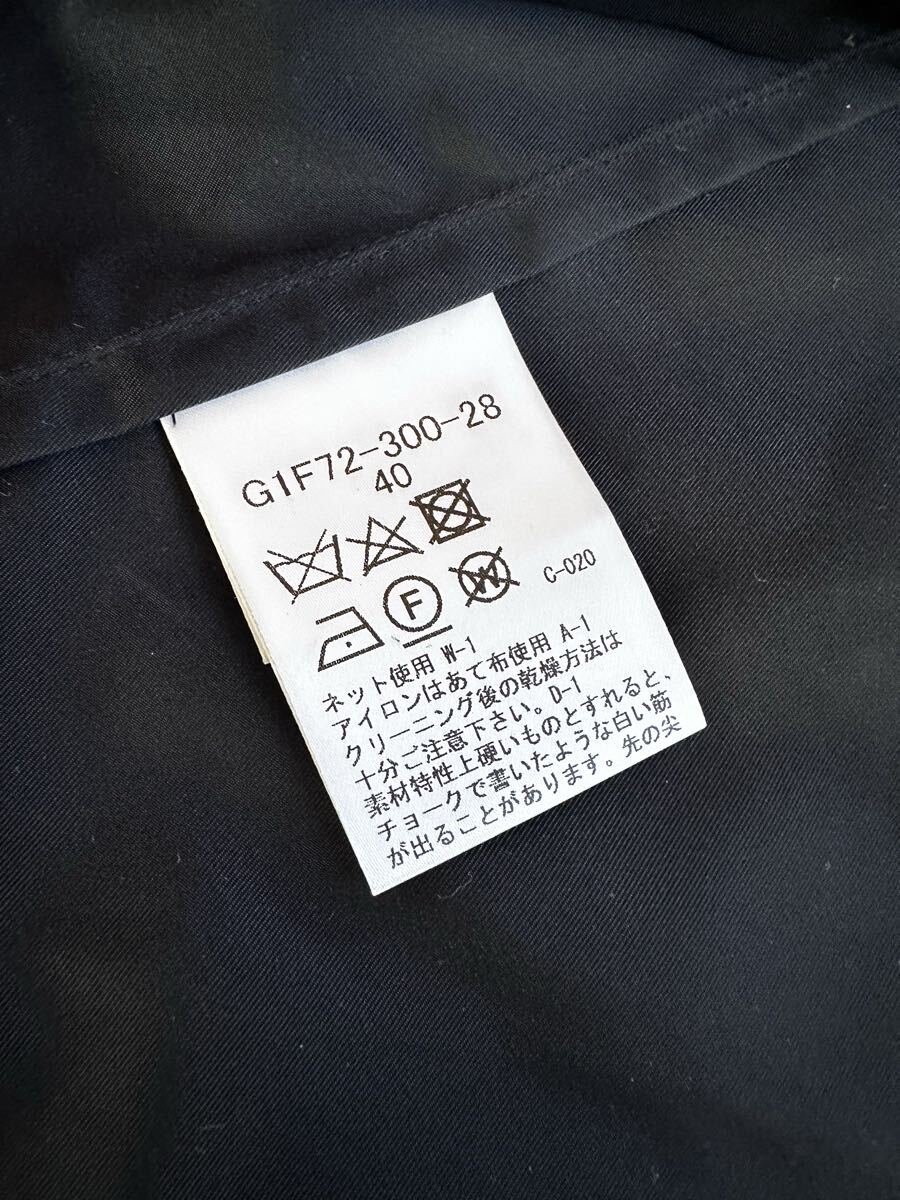 G1F72-300-28
40
F
W
C-020
ネット使用 W-1
アイロンはあて布使用 A-1
クリーニング後の乾燥方法は
十分ご注意下さい。D-1
素材特性上硬いものとすれると、
チョークで書いたような白い筋
が出ることがあります。先の尖